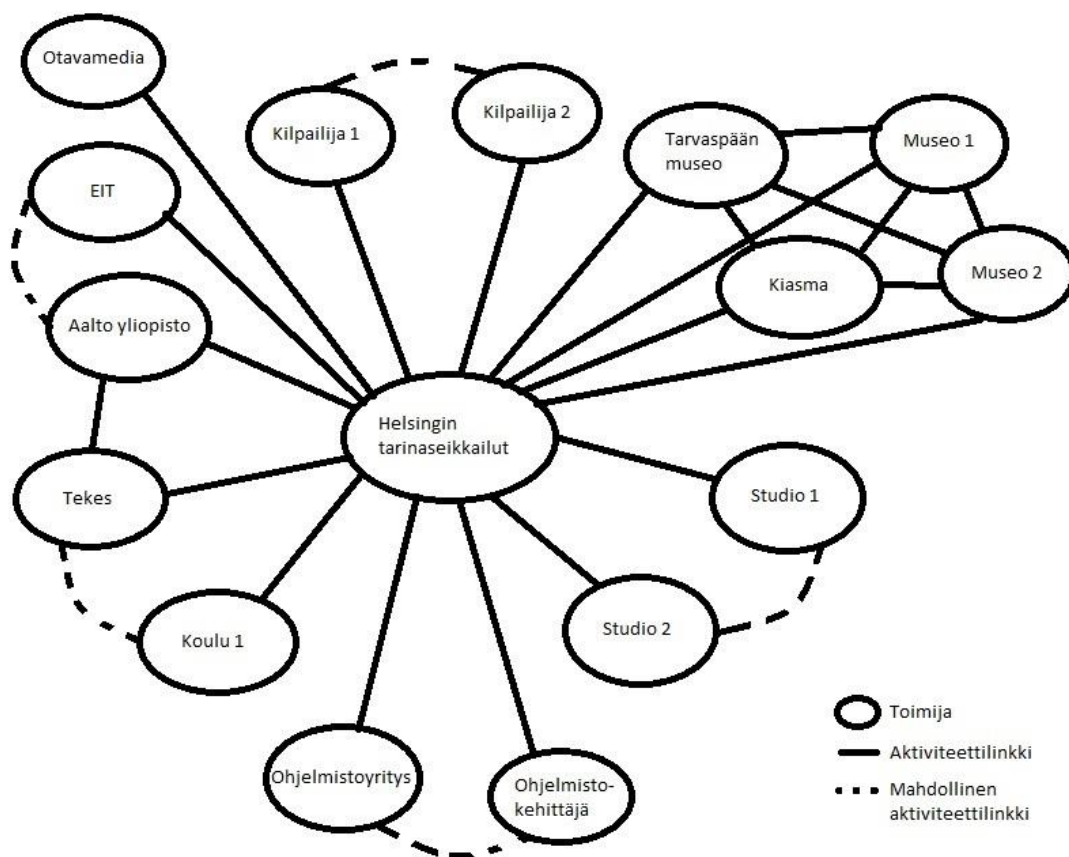 Otavamedia
Kilpailija 1
Kilpailija 2
Tarvaspään
museo
Museo 1
EIT
Kiasma
Museo 2
Aalto yliopisto
Helsingin
tarinaseikkailut
Tekes
Studio 1
Koulu 1
Studio 2
Ohjelmistoyritys
Ohjelmisto-
kehittäjä
Toimija
Aktiviteettilinkki
Mahdollinen
aktiviteettilinkki